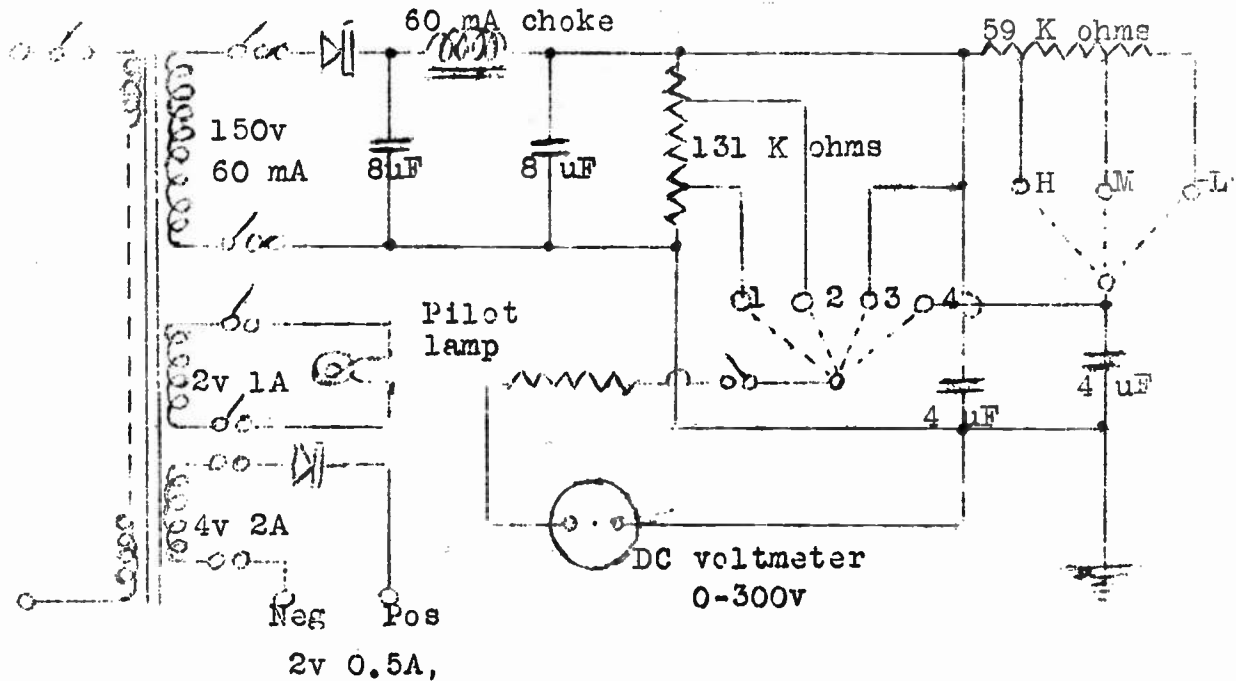 60 mA choke
59 K ohms
150v
60 mA
8uF
8 uF
131 K ohms
H
M
L
1
2
3
4
Pilot
lamp
2v 1A
4 uF
4 uF
4v 2A
DC voltmeter
0-300v
Neg
Pos
2v 0.5A,